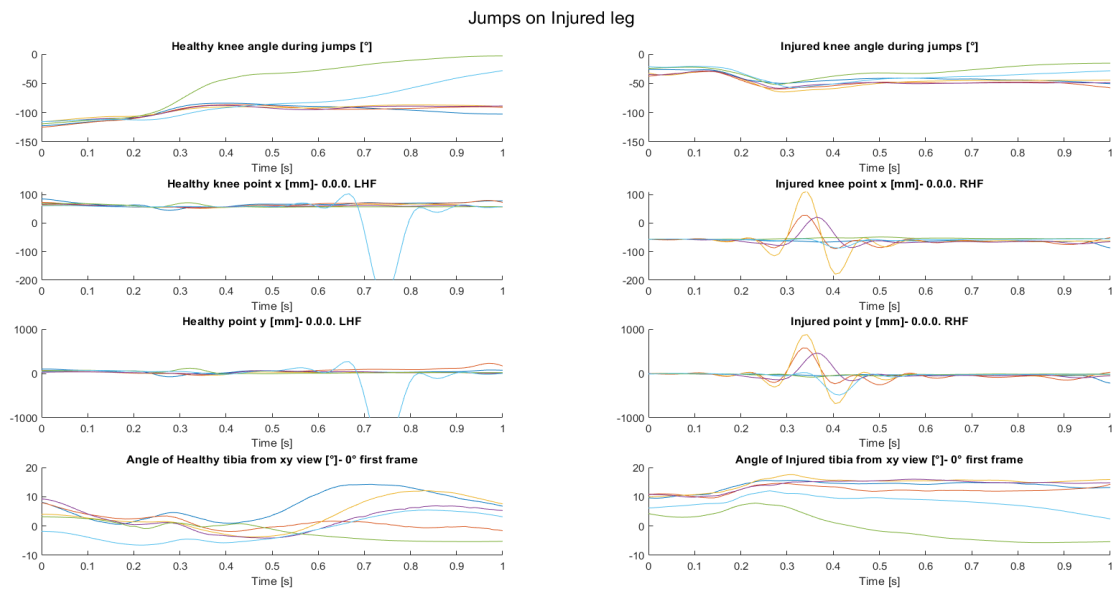 Jumps on Injured leg
Healthy knee angle during jumps [°]
0
-50
-100
-150
0 0.1 0.2 0.3 0.4 0.5 0.6 0.7 0.8 0.9 1
Time [s]
Injured knee angle during jumps [°]
0
-50
-100
-150
0 0.1 0.2 0.3 0.4 0.5 0.6 0.7 0.8 0.9 1
Time [s]
Healthy knee point x [mm]- 0.0.0. LHF
100
0
-100
-200
0 0.1 0.2 0.3 0.4 0.5 0.6 0.7 0.8 0.9 1
Time [s]
Injured knee point x [mm]- 0.0.0. RHF
100
0
-100
-200
0 0.1 0.2 0.3 0.4 0.5 0.6 0.7 0.8 0.9 1
Time [s]
Healthy point y [mm]- 0.0.0. LHF
1000
0
-1000
0 0.1 0.2 0.3 0.4 0.5 0.6 0.7 0.8 0.9 1
Time [s]
Injured point y [mm]- 0.0.0. RHF
1000
0
-1000
0 0.1 0.2 0.3 0.4 0.5 0.6 0.7 0.8 0.9 1
Time [s]
Angle of Healthy tibia from xy view [°]- 0° first frame
20
10
0
-10
0 0.1 0.2 0.3 0.4 0.5 0.6 0.7 0.8 0.9 1
Time [s]
Angle of Injured tibia from xy view [°]- 0° first frame
20
10
0
-10
0 0.1 0.2 0.3 0.4 0.5 0.6 0.7 0.8 0.9 1
Time [s]